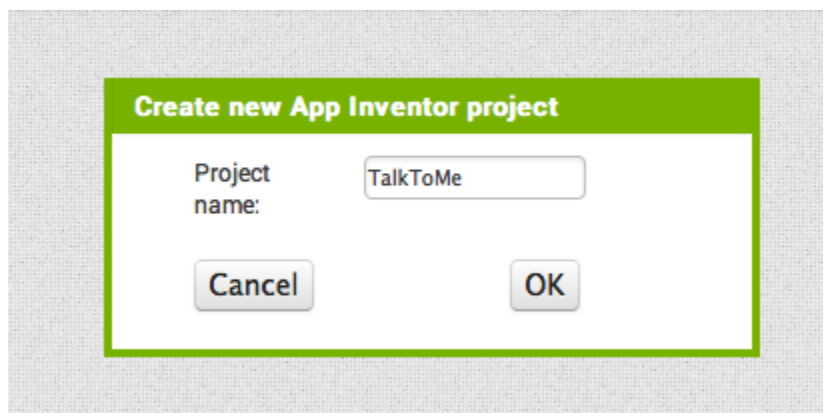 Create new App Inventor project
Project
name:
TalkToMe
Cancel
OK